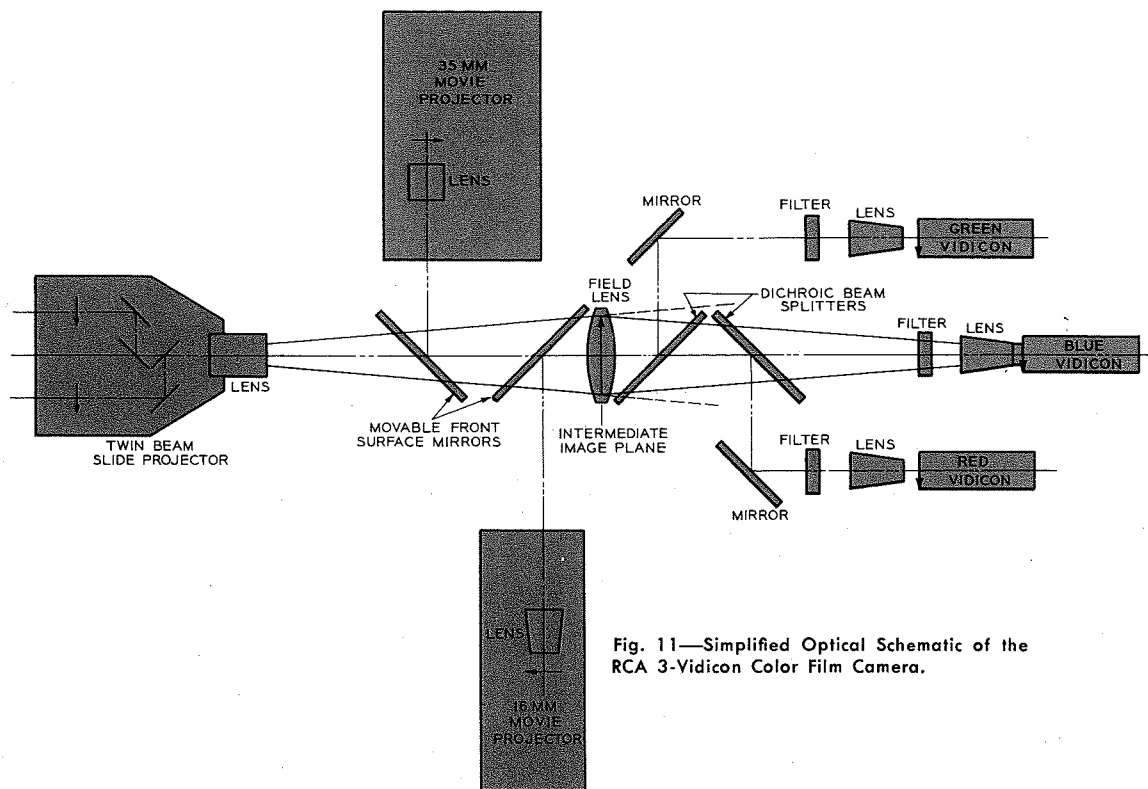 35 MM
MOVIE
PROJECTOR
LENS
MIRROR
FILTER
LENS
GREEN
VIDICON
FIELD
LENS
DICHROIC BEAM
SPLITTERS
FILTER
LENS
BLUE
VIDICON
LENS
TWIN BEAM
SLIDE PROJECTOR
MOVABLE FRONT
SURFACE MIRRORS
INTERMEDIATE
IMAGE PLANE
FILTER
LENS
RED
VIDICON
MIRROR
LENS
16 MM
MOVIE
PROJECTOR
Fig. 11—Simplified Optical Schematic of the
RCA 3-Vidicon Color Film Camera.